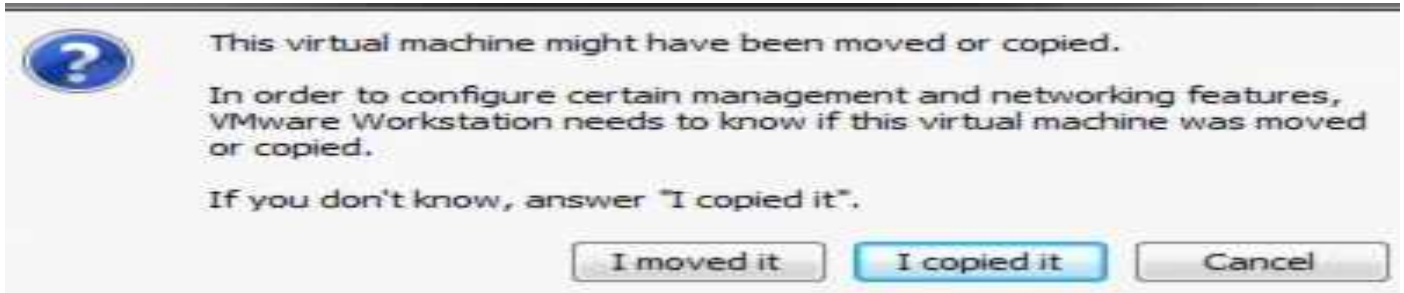 This virtual machine might have been moved or copied.
In order to configure certain management and networking features,
VMware Workstation needs to know if this virtual machine was moved
or copied.
If you don't know, answer "I copied it".
I moved it
I copied it
Cancel